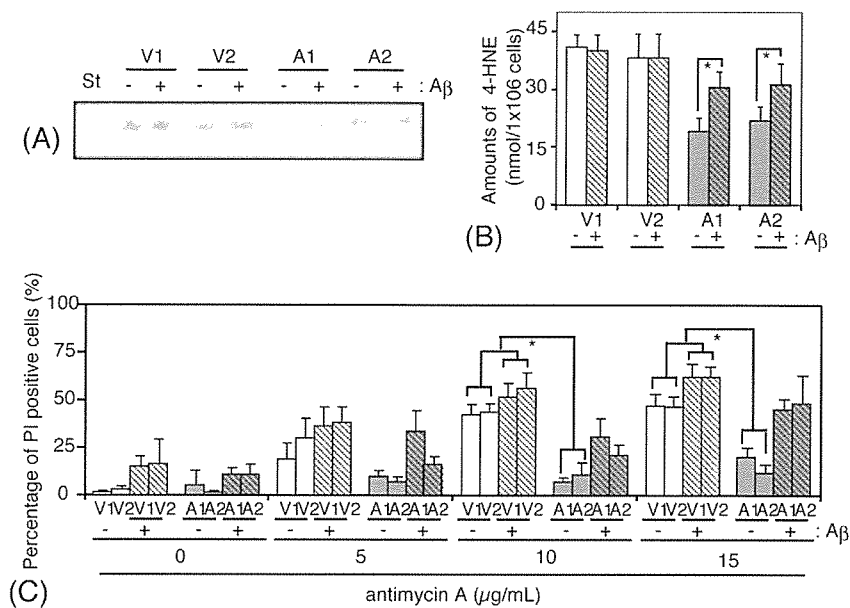 (A)
V1 V2 A1 A2
St - + - + - + - + : Aβ
(B)
Amounts of 4-HNE
(nmol/1x106 cells)
45
30
15
0
* *
V1 V2 A1 A2
- + - + - + - + : Aβ
(C)
Percentage of PI positive cells (%)
100
75
50
25
0
* *
V1V2V1V2 A1A2A1A2 V1V2V1V2 A1A2A1A2 V1V2V1V2 A1A2A1A2 V1V2V1V2 A1A2A1A2
- + - + - + - + - + - + - + - + : Aβ
0 5 10 15
antimycin A (μg/mL)